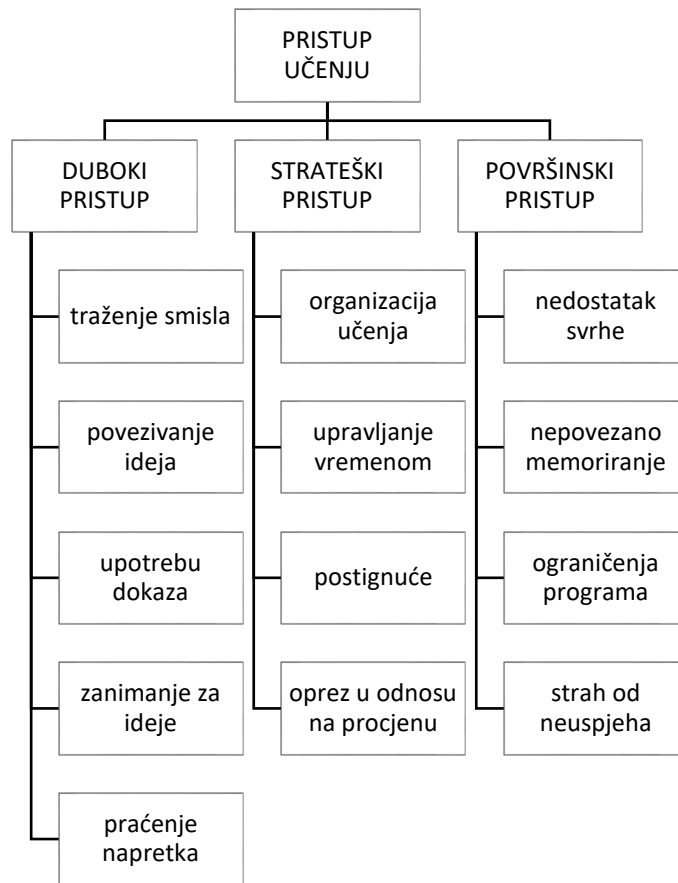 PRISTUP
UČENJU
DUBOKI
PRISTUP
traženje smisla
povezivanje
ideja
upotrebu
dokaza
zanimanje za
ideje
praćenje
napretka
STRATEŠKI
PRISTUP
organizacija
učenja
upravljanje
vremenom
postignuće
oprez u odnosu
na procjenu
POVRŠINSKI
PRISTUP
nedostatak
svrhe
nepovezano
memoriranje
ograničenja
programa
strah od
neuspjeha